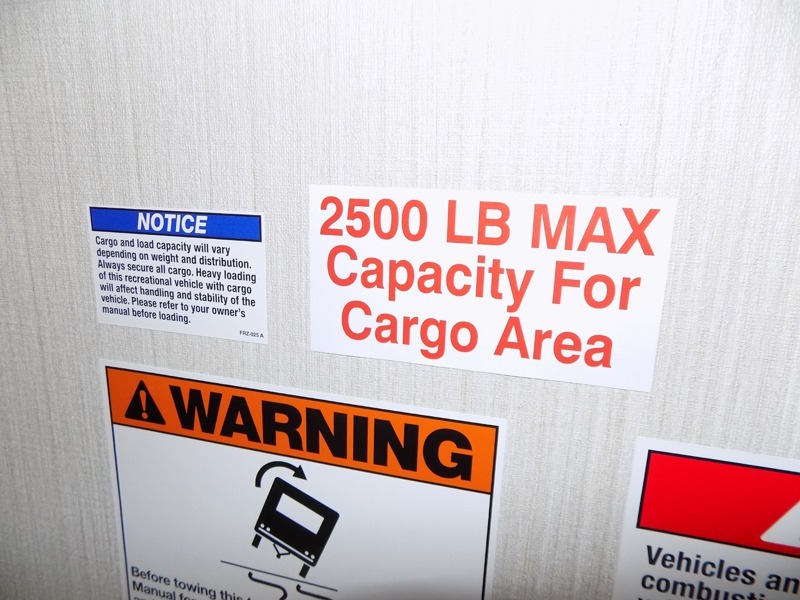 NOTICE
Cargo and load capacity will vary
depending on weight and distribution.
Always secure all cargo. Heavy loading
of this recreational vehicle with cargo
will affect handling and stability of the
vehicle. Please refer to your owner's
manual before loading.
FRZ-025 A
2500 LB MAX
Capacity For
Cargo Area
WARNING
Before towing this
Manual
Vehicles